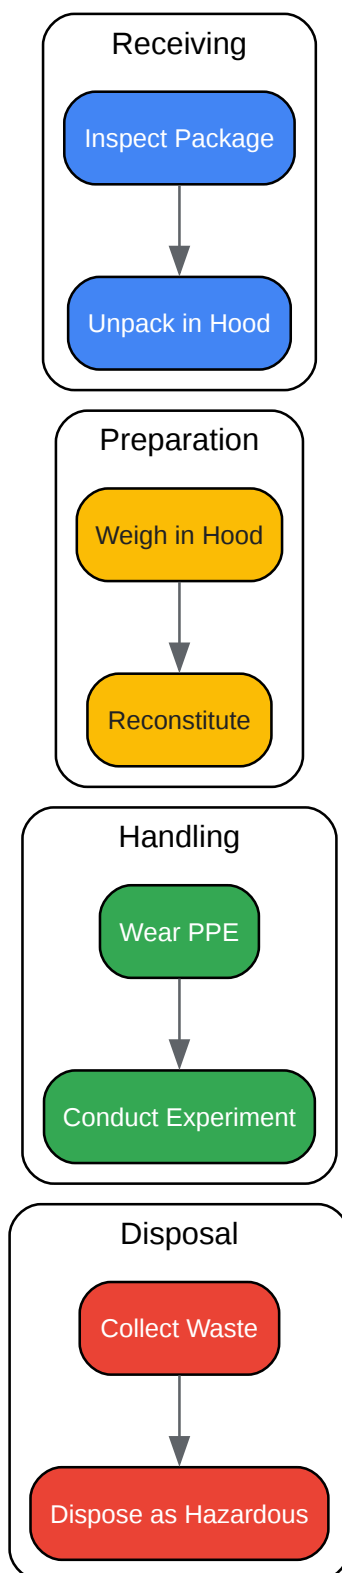 Receiving
Inspect Package
Unpack in Hood
Preparation
Weigh in Hood
Reconstitute
Handling
Wear PPE
Conduct Experiment
Disposal
Collect Waste
Dispose as Hazardous